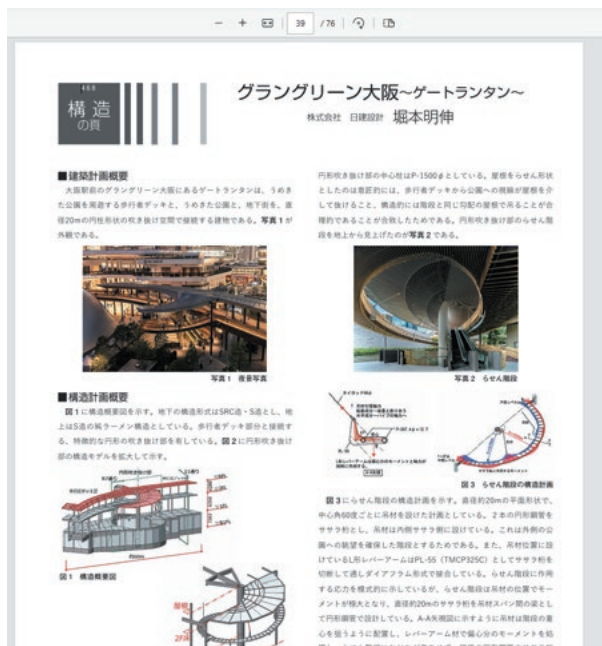 39 / 76
468
構造
の頁
グラングリーン大阪～ゲートランタン～
株式会社 日建設計 堀本明伸
■建築計画概要
大阪駅前のグラングリーン大阪にあるゲートランタンは、うめき
た公園を周遊する歩行者デッキと、うめきた公園と、地下街を、直
径20mの円柱形状の吹き抜け空間で接続する建物である。写真1が
外観である。
写真1 夜景写真
■構造計画概要
図1に構造概要図を示す。地下の構造形式はSRC造・S造とし、地
上はS造の純ラーメン構造としている。歩行者デッキ部分と接続す
る、特徴的な円形の吹き抜け部を有している。図2に円形吹き抜け
部の構造モデルを拡大して示す。
図1 構造概要図
屋根
2F床
円形吹き抜け部の中心柱はP-1500φとしている。屋根をらせん形状
としたのは意匠的には、歩行者デッキから公園への視線が屋根を介
して抜けること、構造的には階段と同じ勾配の屋根で吊ることが合
理的であることが合致したためである。円形吹き抜け部のらせん階
段を地上から見上げたのが写真2である。
写真2 らせん階段
図3 らせん階段の構造計画
図3にらせん階段の構造計画を示す。直径約20mの平面形状で、
中心角60度ごとに吊材を設けた計画としている。2本の円形鋼管を
ササラ桁とし、吊材は内側ササラ側に設けている。これは外側の公
園への眺望を確保した階段とするためである。また、吊材位置に設
けているL形レバーアームはPL-55（TMCP325C）としてササラ桁を
切断して通しダイアフラム形式で接合している。らせん階段に作用
する応力を模式的に示しているが、らせん階段は吊材の位置でモー
メントが極大となり、直径約20mのササラ桁を吊材スパン間の梁とし
て円形鋼管で設計している。A-A矢視図に示すように吊材は階段の重
心を狙うように配置し、レバーアーム材で偏心分のモーメントを処